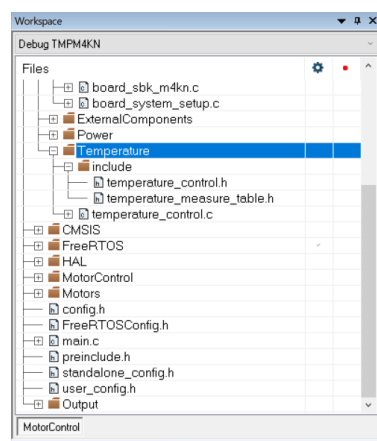 Workspace
Debug TMPM4KN
Files
board_sbk_m4kn.c
board_system_setup.c
ExternalComponents
Power
Temperature
include
temperature_control.h
temperature_measure_table.h
temperature_control.c
CMSIS
FreeRTOS
HAL
MotorControl
Motors
config.h
FreeRTOSConfig.h
main.c
preinclude.h
standalone_config.h
user_config.h
Output
MotorControl